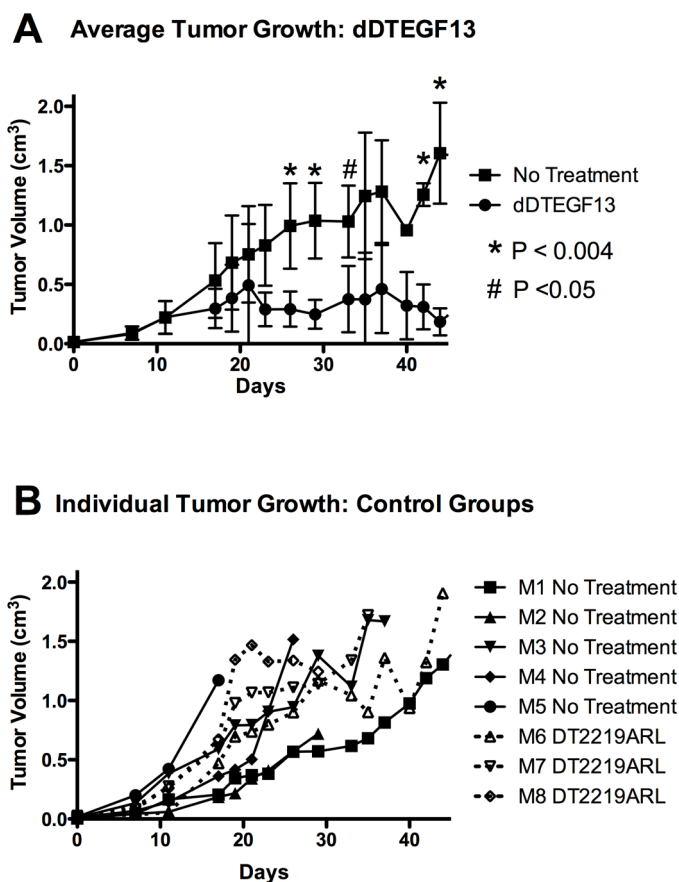 A Average Tumor Growth: dDTEGF13
Tumor Volume (cm3)
2.0
1.5
1.0
0.5
0.0
* * # * *
0 10 20 30 40
Days
No Treatment
dDTEGF13
* P < 0.004
# P <0.05
B Individual Tumor Growth: Control Groups
Tumor Volume (cm3)
2.0
1.5
1.0
0.5
0.0
0 10 20 30 40
Days
M1 No Treatment
M2 No Treatment
M3 No Treatment
M4 No Treatment
M5 No Treatment
M6 DT2219ARL
M7 DT2219ARL
M8 DT2219ARL